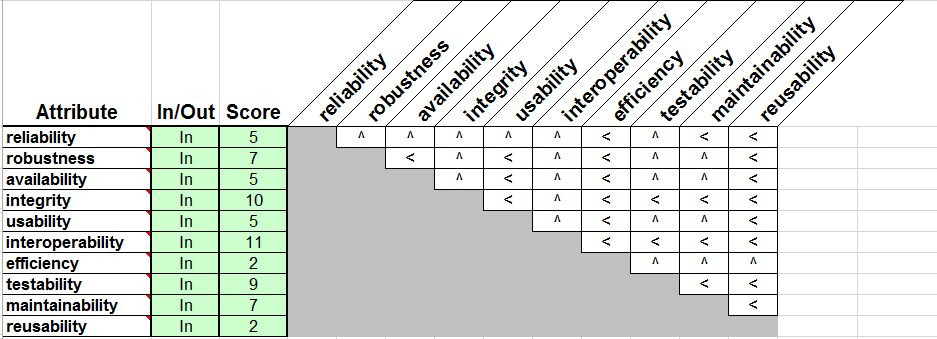 reliability robustness availability integrity usability interoperability efficiency testability maintainability reusability
Attribute In/Out Score
reliability In 5 ^ ^ ^ ^ ^ < ^ < <
robustness In 7 < ^ < ^ < ^ ^ <
availability In 5 ^ < ^ < ^ ^ <
integrity In 10 < ^ < < < <
usability In 5 ^ < ^ ^ <
interoperability In 11 < < < <
efficiency In 2 ^ ^ ^
testability In 9 < <
maintainability In 7 <
reusability In 2